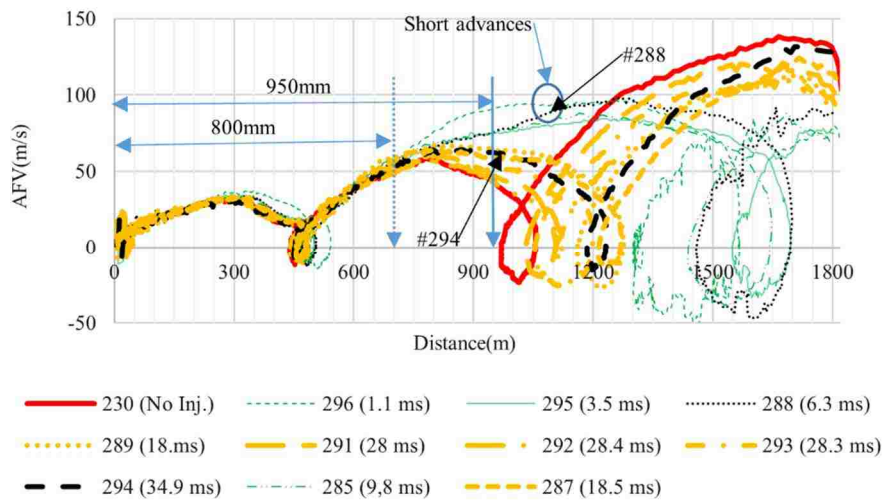 150
Short advances
#288
100
950mm
800mm
50
AFV(m/s)
#294
0
0
300
600
900
1200
1500
1800
-50
Distance(m)
230 (No Inj.)
296 (1.1 ms)
295 (3.5 ms)
288 (6.3 ms)
289 (18.ms)
291 (28 ms)
292 (28.4 ms)
293 (28.3 ms)
294 (34.9 ms)
285 (9,8 ms)
287 (18.5 ms)